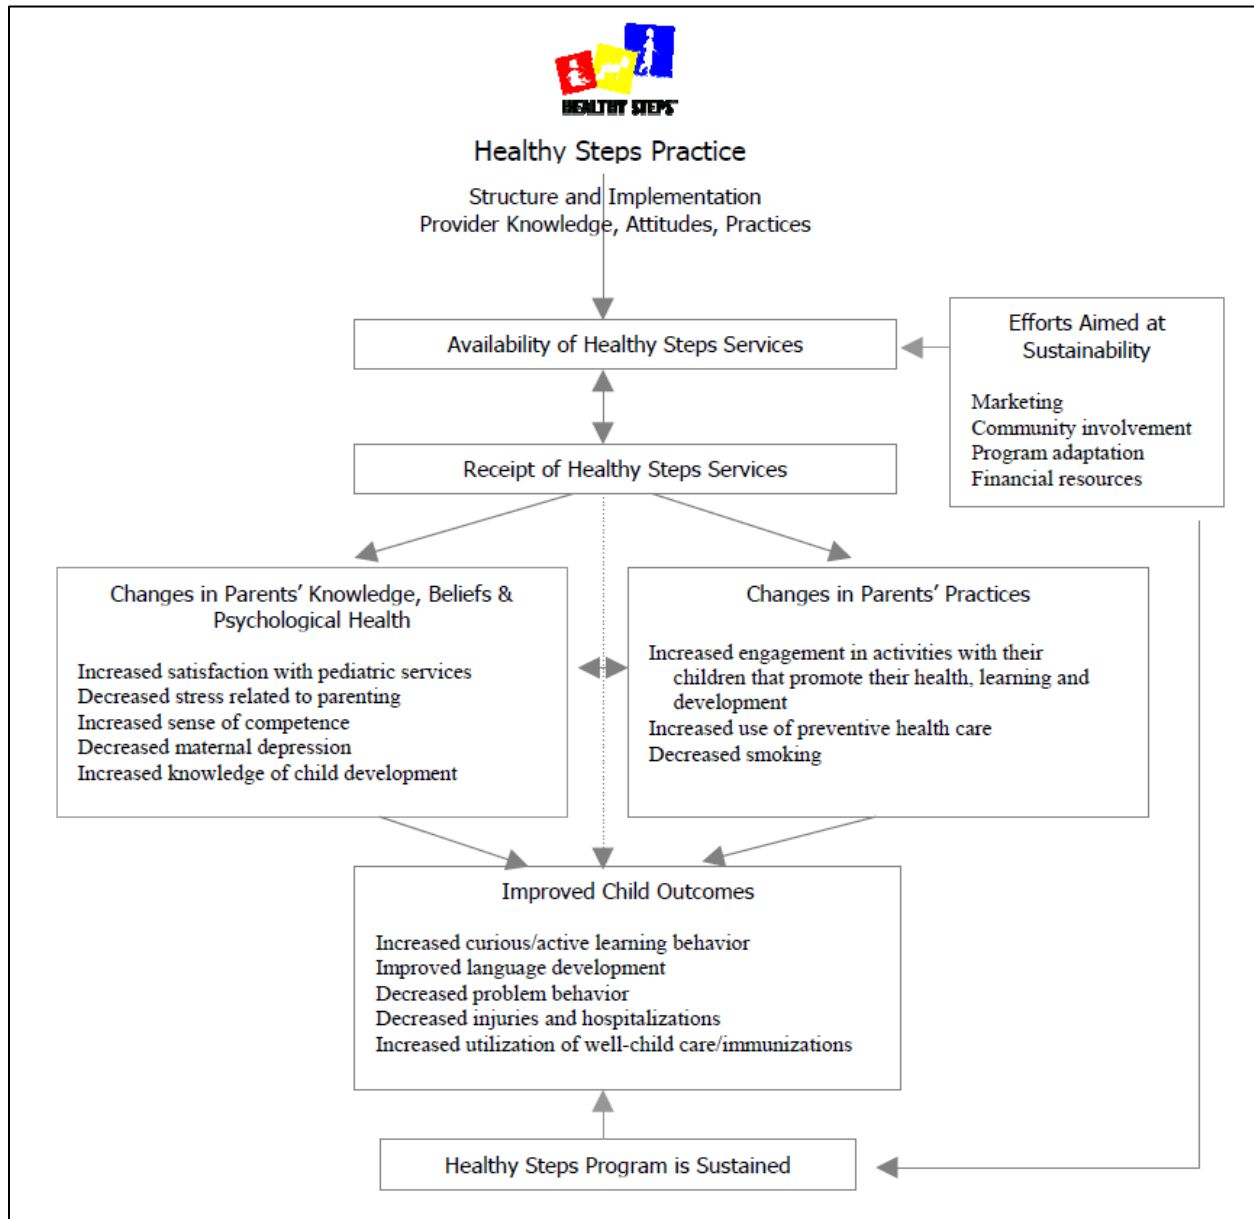 HEALTHY STEPS™
Healthy Steps Practice
Structure and Implementation
Provider Knowledge, Attitudes, Practices
Availability of Healthy Steps Services
Efforts Aimed at
Sustainability
Marketing
Community involvement
Program adaptation
Financial resources
Receipt of Healthy Steps Services
Changes in Parents’ Knowledge, Beliefs &
Psychological Health
Increased satisfaction with pediatric services
Decreased stress related to parenting
Increased sense of competence
Decreased maternal depression
Increased knowledge of child development
Changes in Parents’ Practices
Increased engagement in activities with their
children that promote their health, learning and
development
Increased use of preventive health care
Decreased smoking
Improved Child Outcomes
Increased curious/active learning behavior
Improved language development
Decreased problem behavior
Decreased injuries and hospitalizations
Increased utilization of well-child care/immunizations
Healthy Steps Program is Sustained